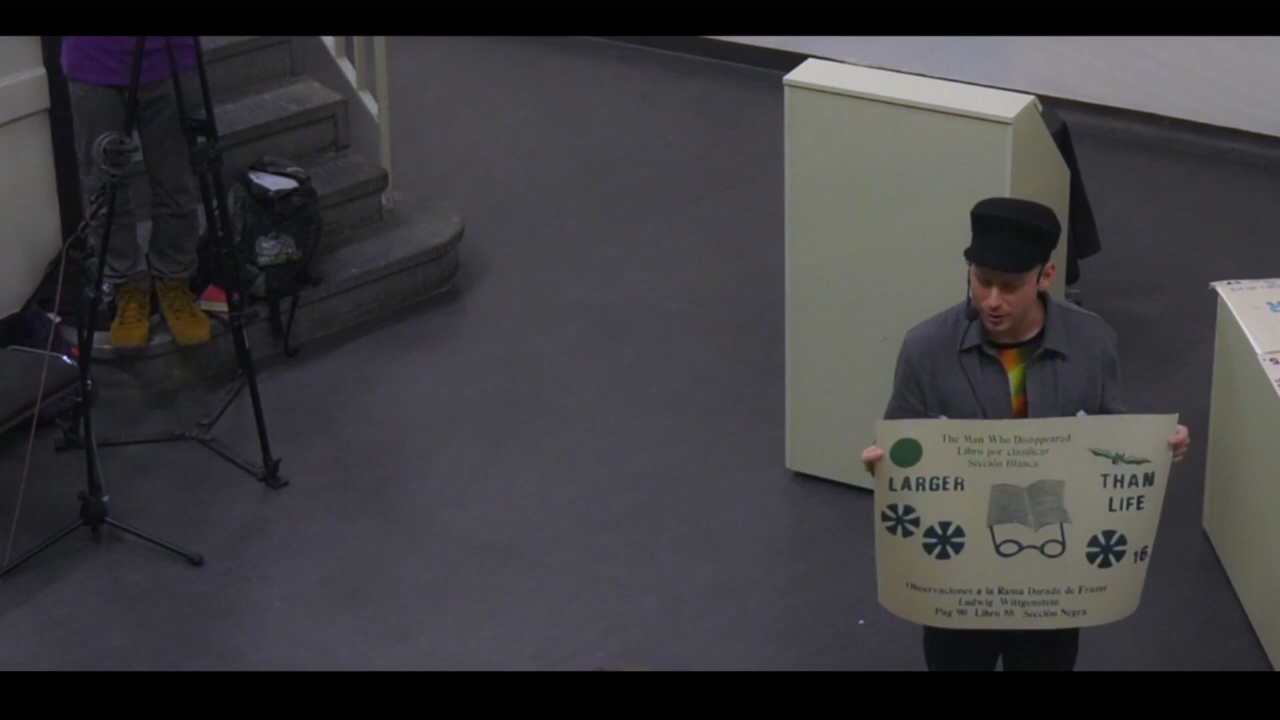 The Man Who Disappeared
Libro por clasificar
Sección Blanca
LARGER
THAN
LIFE
16
Observaciones a la Rama Dorada de Frazer
Ludwig Wittgenstein
Pag 90 Libro 88 Sección Negra